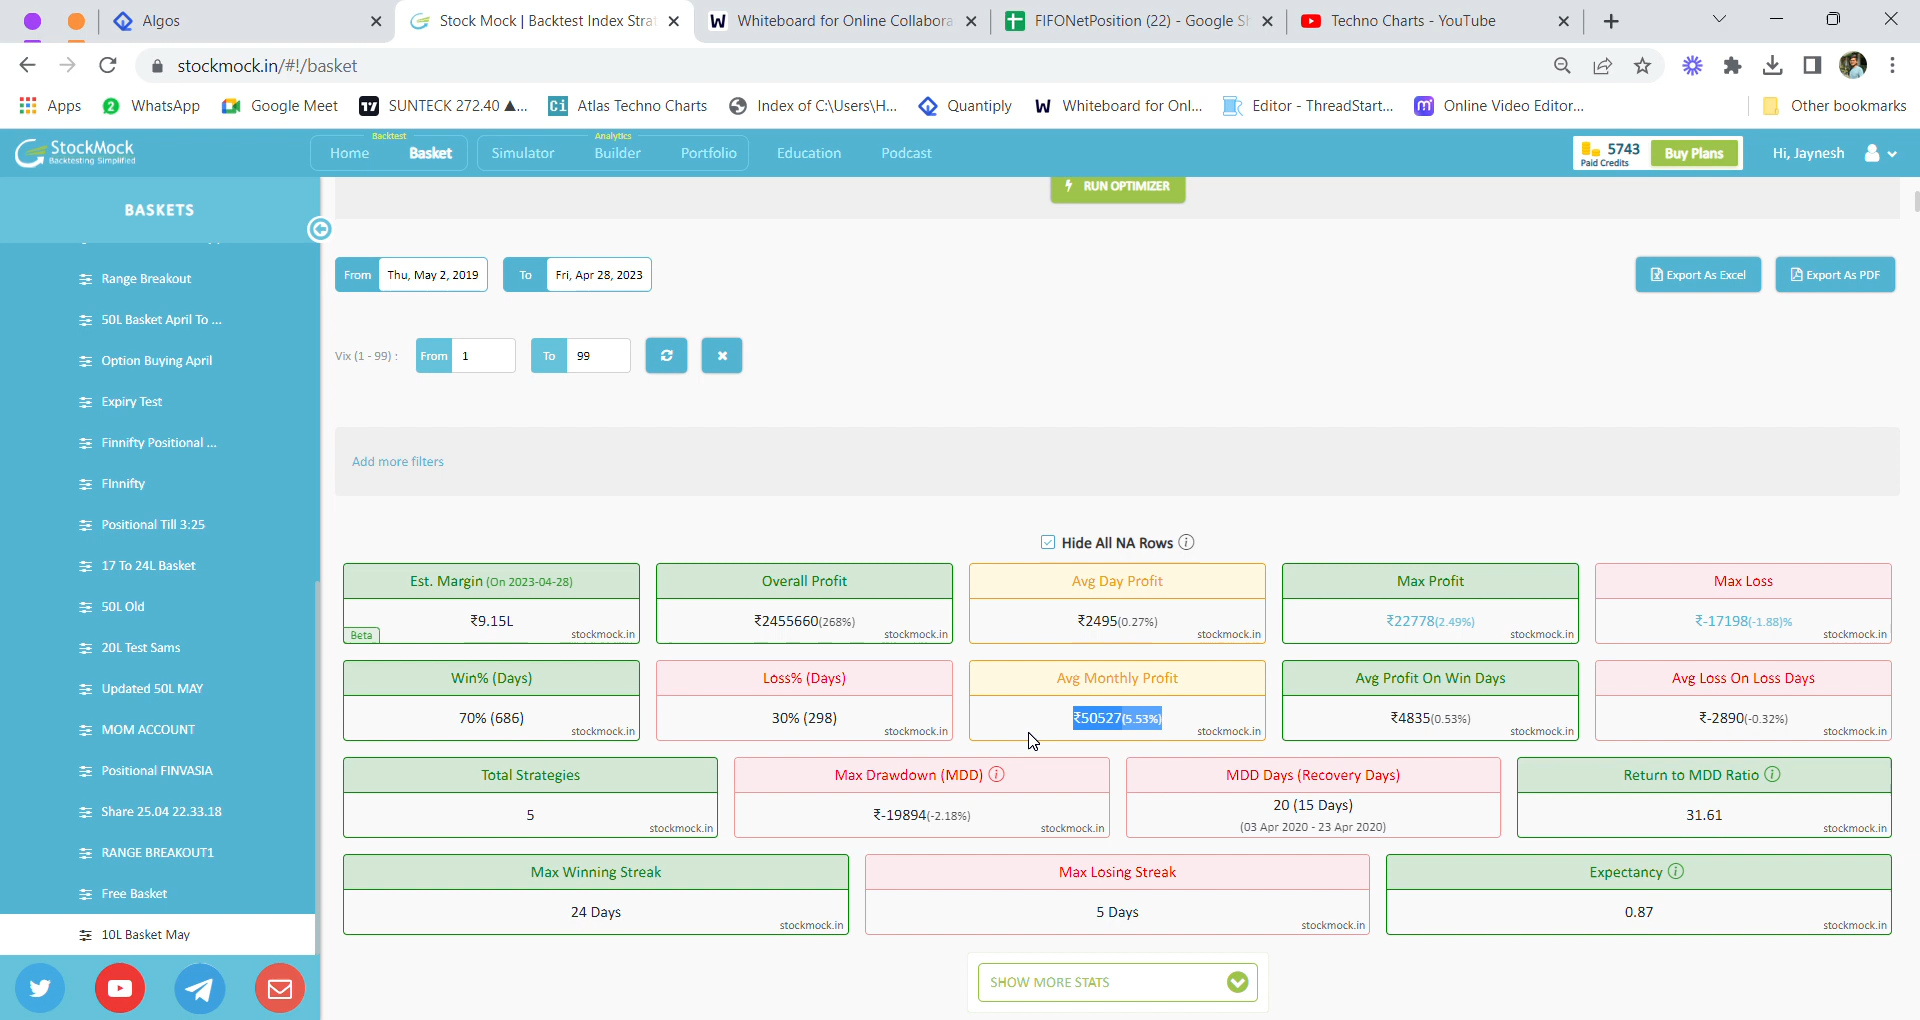 Algos
Stock Mock | Backtest Index Strat
Whiteboard for Online Collabora
FIFONetPosition (22) - Google Sh
Techno Charts - YouTube
stockmock.in/#!/basket
Apps
WhatsApp
Google Meet
SUNTECK 272.40 ▲...
Atlas Techno Charts
Index of C:\Users\H...
Quantiply
Whiteboard for Onl...
Editor - ThreadStart...
Online Video Editor...
Other bookmarks
StockMock
Backtesting Simplified
Backtest
Home
Basket
Analytics
Simulator
Builder
Portfolio
Education
Podcast
5743
Paid Credits
Buy Plans
Hi, Jaynesh
BASKETS
Range Breakout
50L Basket April To ...
Option Buying April
Expiry Test
Finnifty Positional ...
FInnifty
Positional Till 3:25
17 To 24L Basket
50L Old
20L Test Sams
Updated 50L MAY
MOM ACCOUNT
Positional FINVASIA
Share 25.04 22.33.18
RANGE BREAKOUT1
Free Basket
10L Basket May
RUN OPTIMIZER
From Thu, May 2, 2019 To Fri, Apr 28, 2023
Export As Excel
Export As PDF
Vix (1 - 99) : From 1 To 99
Add more filters
Hide All NA Rows
Est. Margin (On 2023-04-28)
₹9.15L
Beta
stockmock.in
Overall Profit
₹2455660(268%)
stockmock.in
Avg Day Profit
₹2495(0.27%)
stockmock.in
Max Profit
₹22778(2.49%)
stockmock.in
Max Loss
₹-17198(-1.88)%
stockmock.in
Win% (Days)
70% (686)
stockmock.in
Loss% (Days)
30% (298)
stockmock.in
Avg Monthly Profit
₹50527(5.53%)
stockmock.in
Avg Profit On Win Days
₹4835(0.53%)
stockmock.in
Avg Loss On Loss Days
₹-2890(-0.32%)
stockmock.in
Total Strategies
5
stockmock.in
Max Drawdown (MDD)
₹-19894(-2.18%)
stockmock.in
MDD Days (Recovery Days)
20 (15 Days)
(03 Apr 2020 - 23 Apr 2020)
Return to MDD Ratio
31.61
stockmock.in
Max Winning Streak
24 Days
stockmock.in
Max Losing Streak
5 Days
stockmock.in
Expectancy
0.87
stockmock.in
SHOW MORE STATS